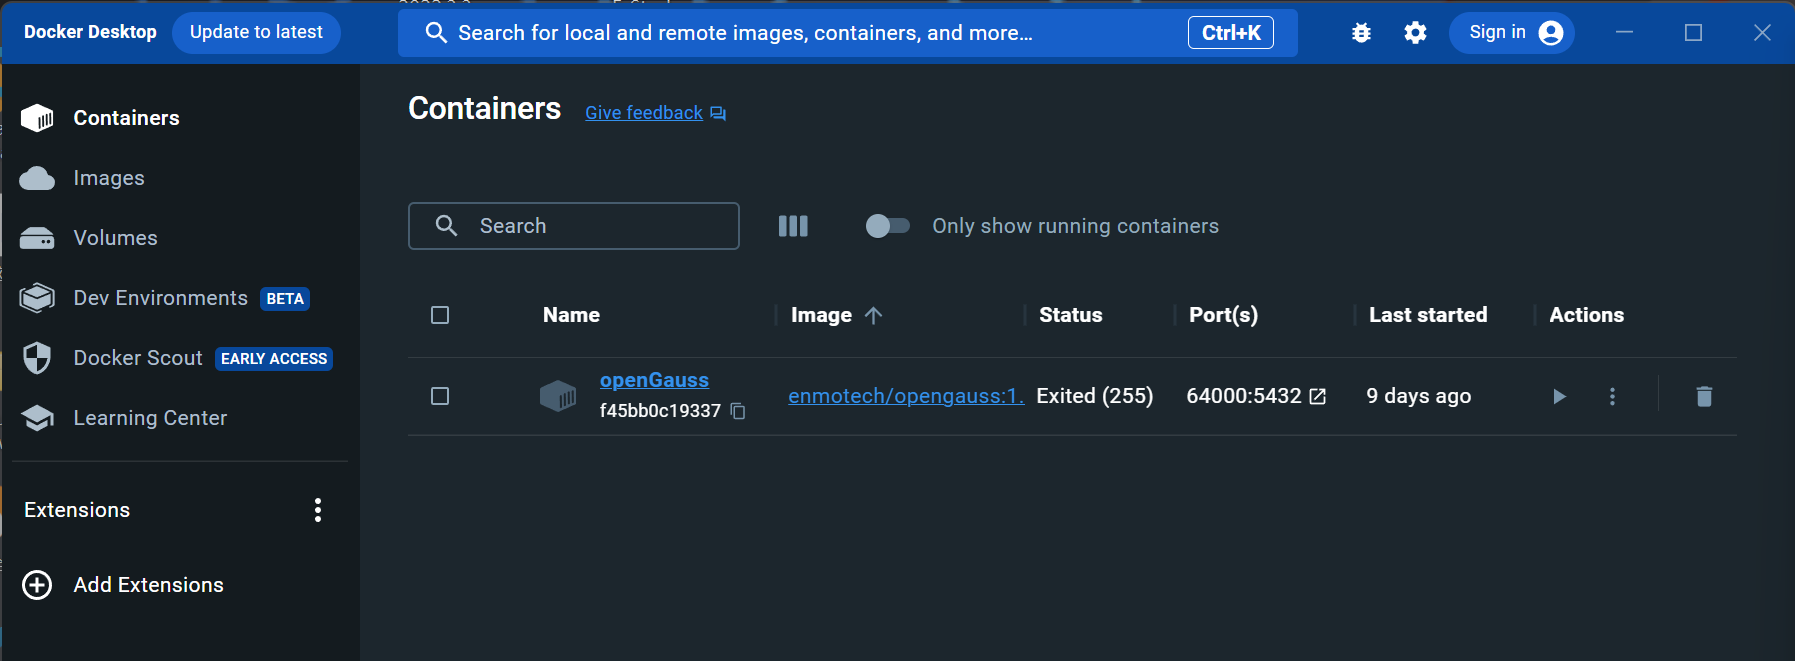 Docker Desktop Update to latest Search for local and remote images, containers, and more... Ctrl+K Sign in
Containers
Images
Volumes
Dev Environments BETA
Docker Scout EARLY ACCESS
Learning Center
Extensions
Add Extensions
Containers Give feedback
Search Only show running containers
Name Image Status Port(s) Last started Actions
openGauss enmotech/opengauss:1. Exited (255) 64000:5432 9 days ago
f45bb0c19337